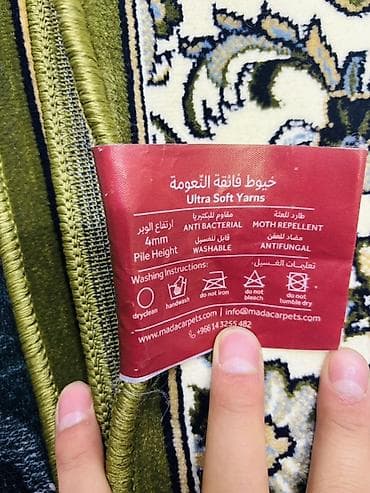 خيوط فائقة النّعومة
Ultra Soft Yarns
ارتفاع الوبر
4mm
Pile Height
مقاوم للبكتيريا
ANTI BACTERIAL
طارد للعثة
MOTH REPELLENT
قابل للغسيل
WASHABLE
مضاد للعفن
ANTIFUNGAL
تعليمات الغسيل:
Washing Instructions:
dryclean
handwash
do not iron
do not bleach
do not tumble dry
www.madacarpets.com | info@madacarpets.com
+966 14 3255 482